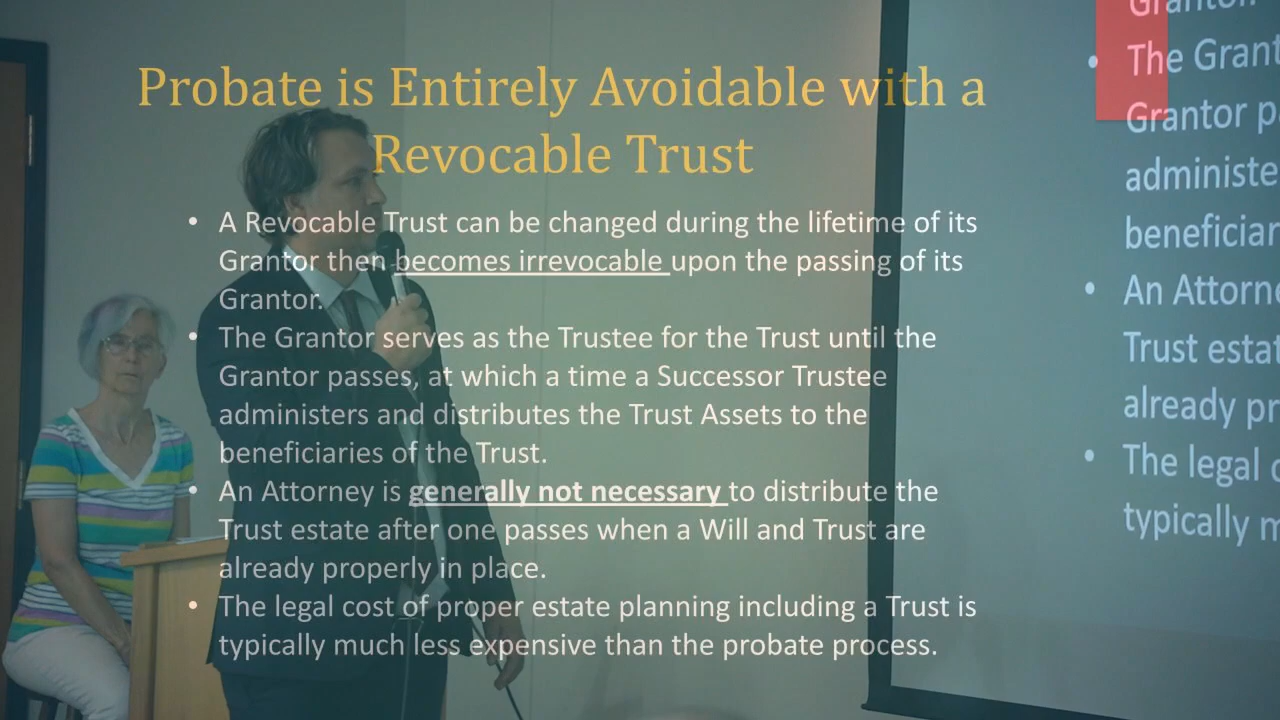 Probate is Entirely Avoidable with a
Revocable Trust
• A Revocable Trust can be changed during the lifetime of its
Grantor then becomes irrevocable upon the passing of its
Grantor.
• The Grantor serves as the Trustee for the Trust until the
Grantor passes, at which a time a Successor Trustee
administers and distributes the Trust Assets to the
beneficiaries of the Trust.
• An Attorney is generally not necessary to distribute the
Trust estate after one passes when a Will and Trust are
already properly in place.
• The legal cost of proper estate planning including a Trust is
typically much less expensive than the probate process.
Grantor.
• The Grant
Grantor p
administe
beneficiar
• An Attorne
Trust estat
already pr
• The legal c
typically m